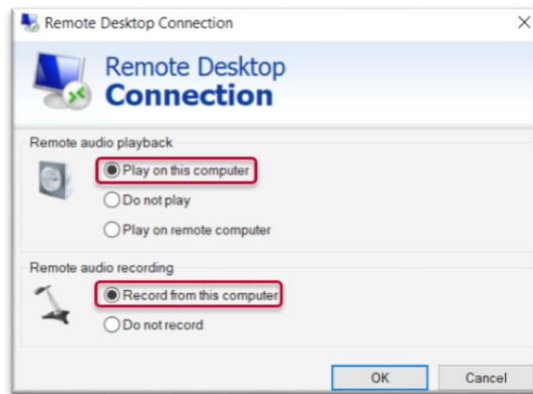 Remote Desktop Connection
Remote Desktop
Connection
Remote audio playback
Play on this computer
Do not play
Play on remote computer
Remote audio recording
Record from this computer
Do not record
OK Cancel